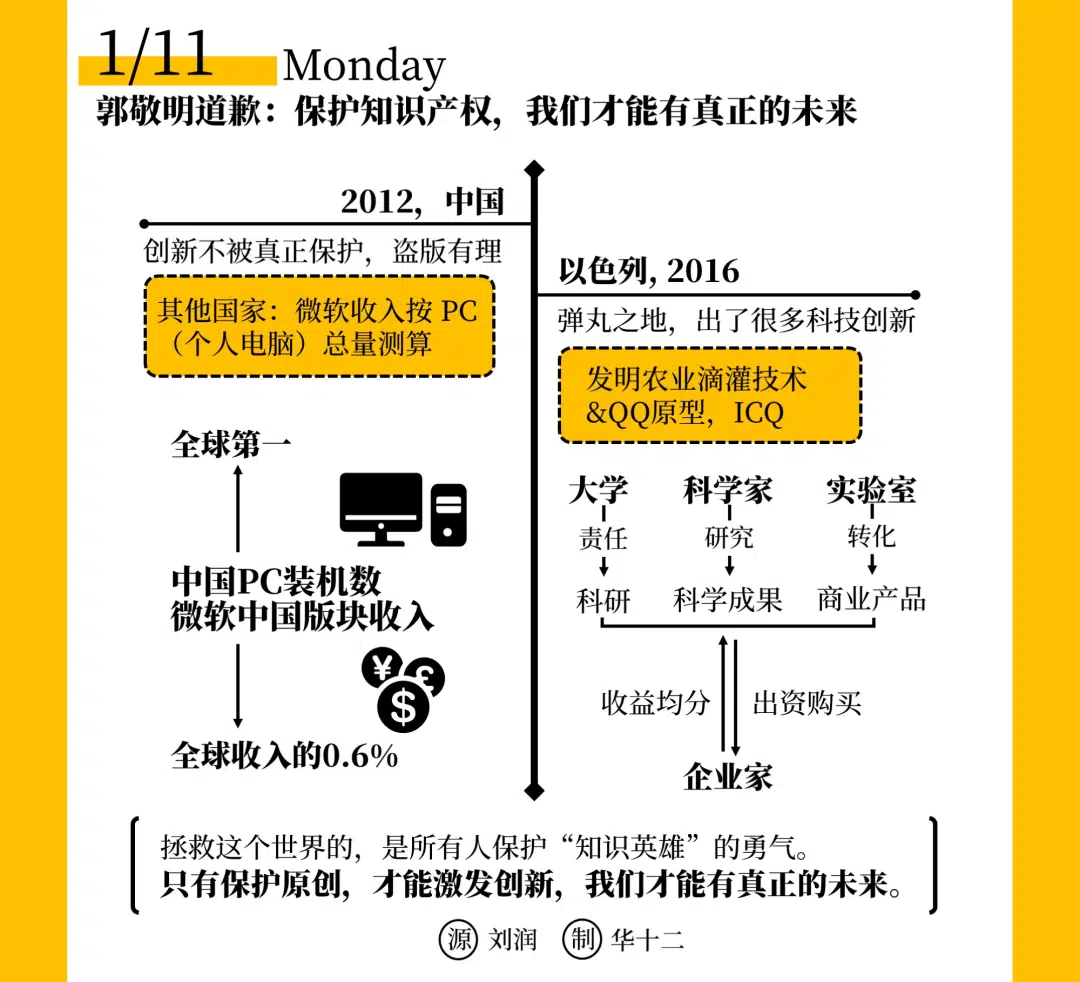 1/11 Monday
郭敬明道歉：保护知识产权，我们才能有真正的未来
2012，中国
创新不被真正保护，盗版有理
其他国家：微软收入按 PC
（个人电脑）总量测算
全球第一
中国PC装机数
微软中国版块收入
¥ £ $
全球收入的0.6%
以色列, 2016
弹丸之地，出了很多科技创新
发明农业滴灌技术
&QQ原型，ICQ
大学 科学家 实验室
责任 研究 转化
科研 科学成果 商业产品
收益均分 出资购买
企业家
拯救这个世界的，是所有人保护“知识英雄”的勇气。
只有保护原创，才能激发创新，我们才能有真正的未来。
源 刘润 制 华十二